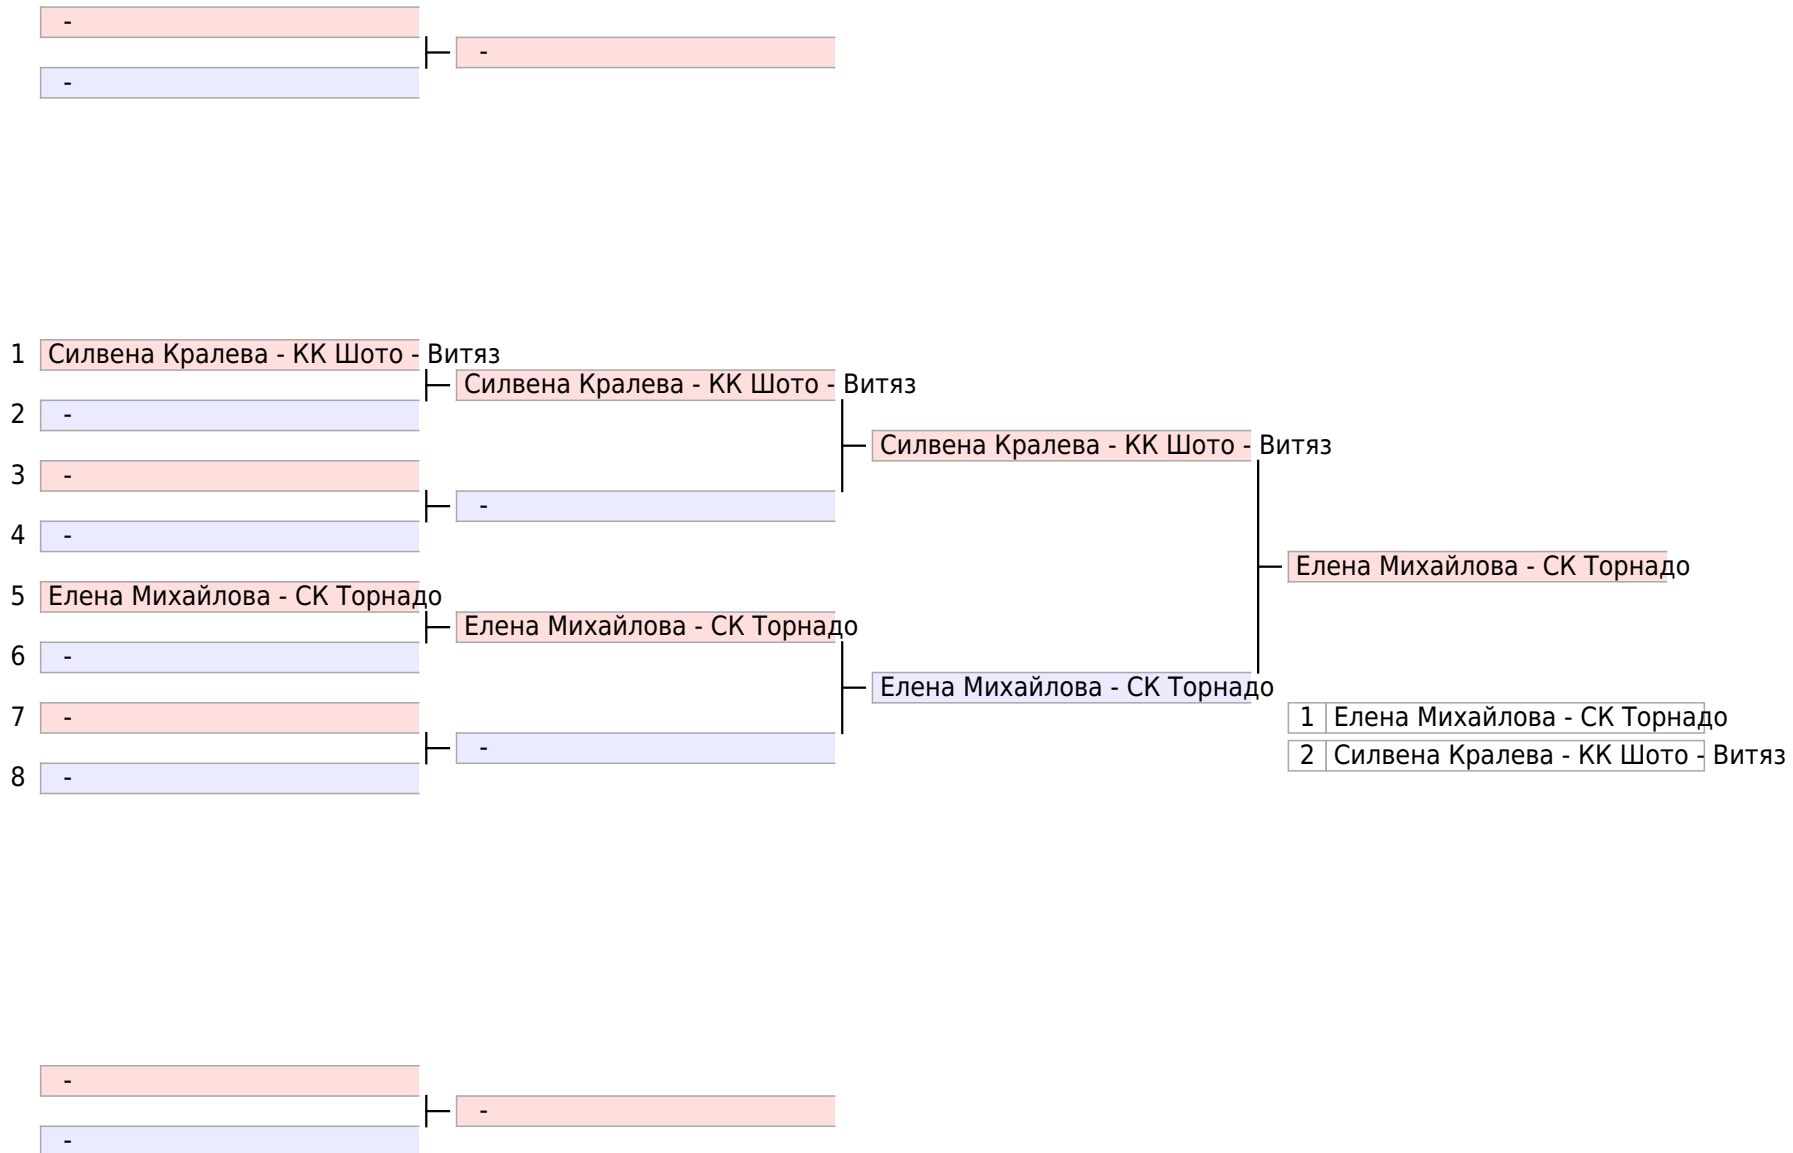 -
-
-
1 Силвена Кралева - КК Шото - Витяз
Силвена Кралева - КК Шото - Витяз
2 -
Силвена Кралева - КК Шото - Витяз
3 -
-
4 -
Елена Михайлова - СК Торнадо
5 Елена Михайлова - СК Торнадо
Елена Михайлова - СК Торнадо
6 -
Елена Михайлова - СК Торнадо
7 -
1 Елена Михайлова - СК Торнадо
-
2 Силвена Кралева - КК Шото - Витяз
8 -
-
-
-